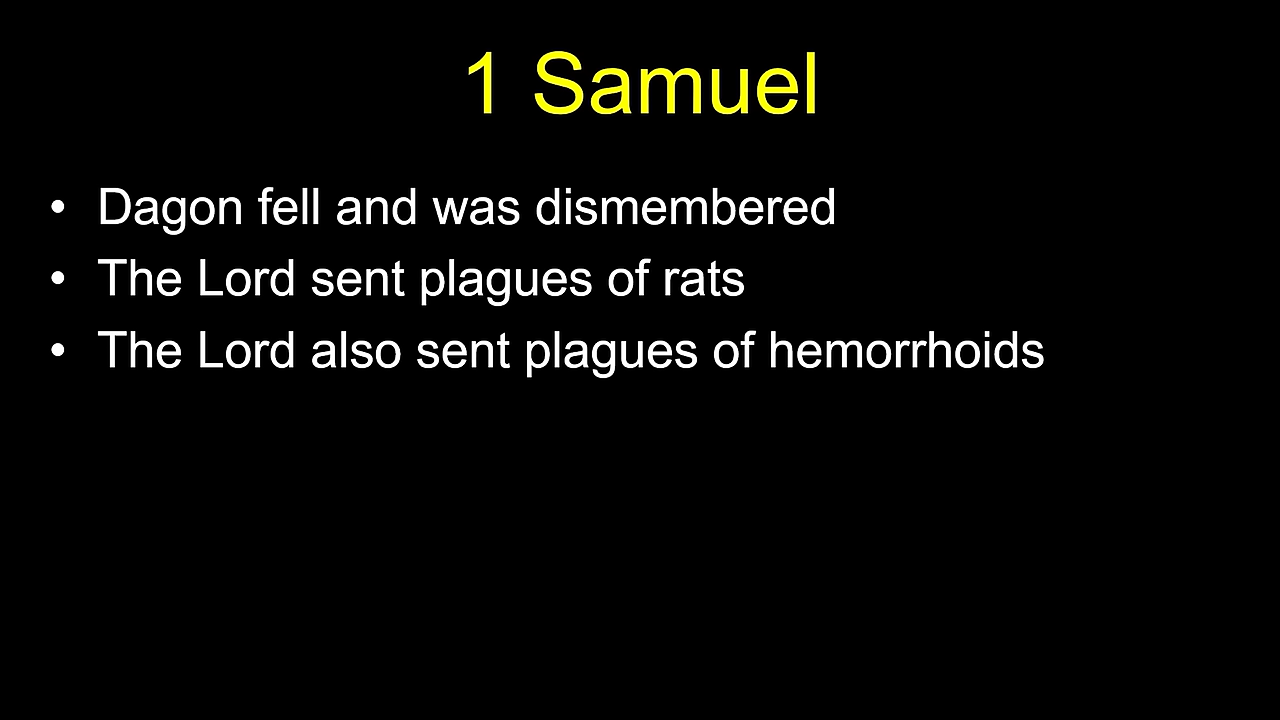 1 Samuel
• Dagon fell and was dismembered
• The Lord sent plagues of rats
• The Lord also sent plagues of hemorrhoids